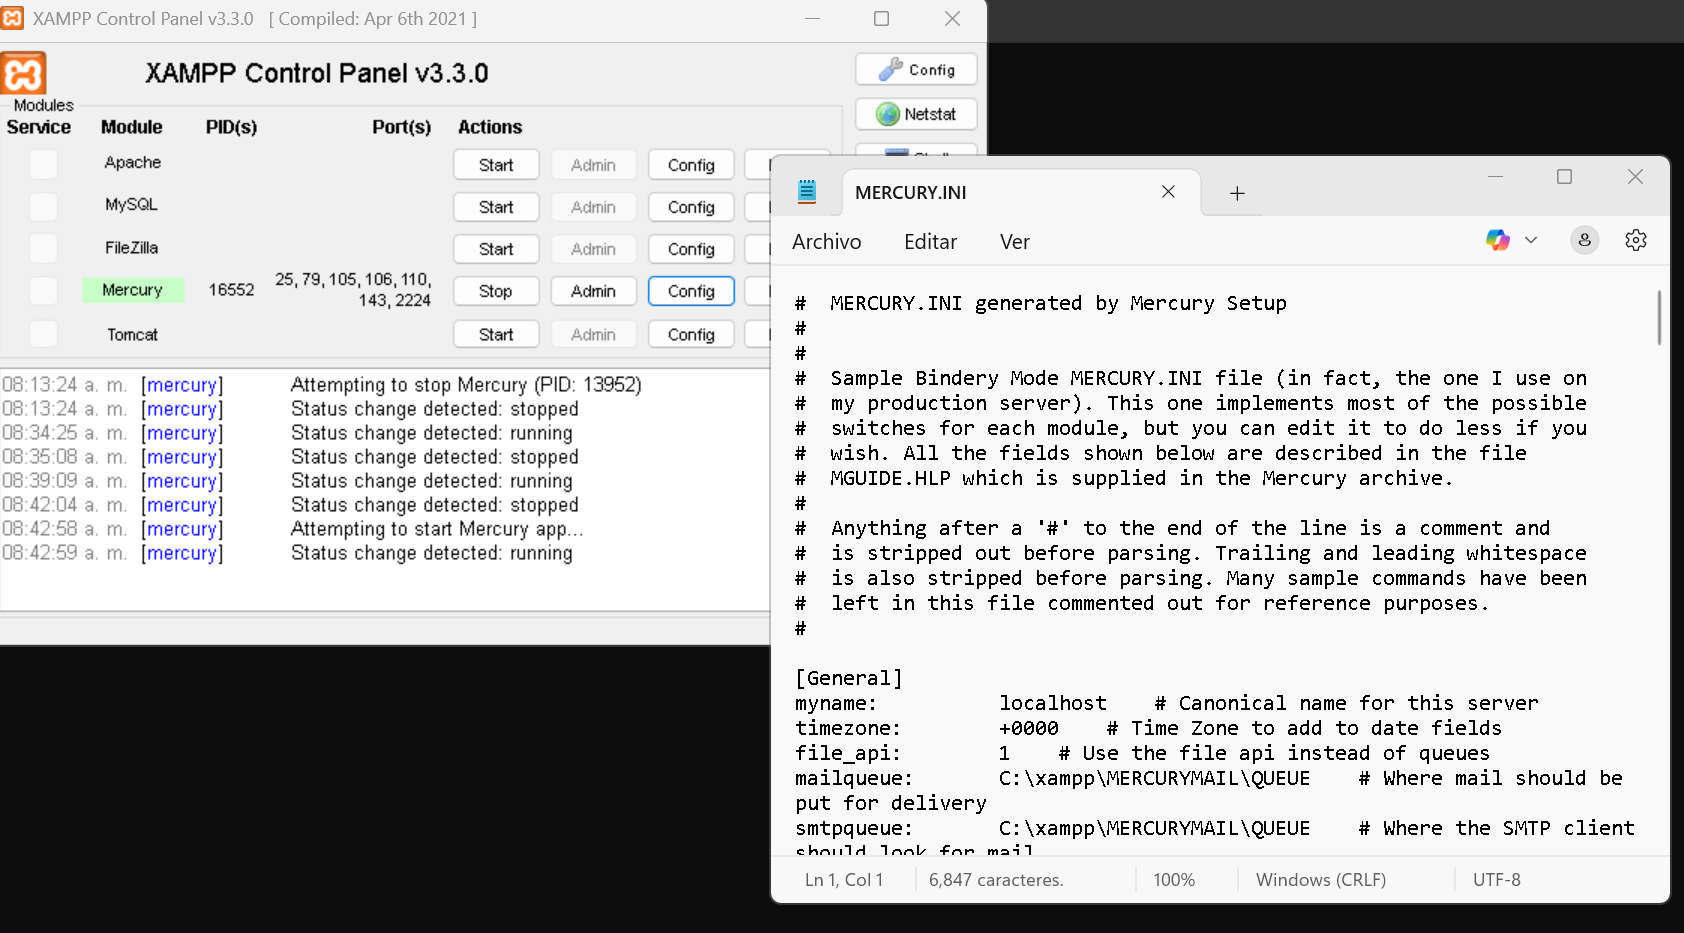 XAMPP Control Panel v3.3.0 [ Compiled: Apr 6th 2021 ]
XAMPP Control Panel v3.3.0
Config
Netstat
Modules
Service Module PID(s) Port(s) Actions
Apache Start Admin Config
MySQL Start Admin Config
FileZilla Start Admin Config
Mercury 16552 25, 79, 105, 106, 110, 143, 2224 Stop Admin Config
Tomcat Start Admin Config
08:13:24 a. m. [mercury] Attempting to stop Mercury (PID: 13952)
08:13:24 a. m. [mercury] Status change detected: stopped
08:34:25 a. m. [mercury] Status change detected: running
08:35:08 a. m. [mercury] Status change detected: stopped
08:39:09 a. m. [mercury] Status change detected: running
08:42:04 a. m. [mercury] Status change detected: stopped
08:42:58 a. m. [mercury] Attempting to start Mercury app...
08:42:59 a. m. [mercury] Status change detected: running
MERCURY.INI
Archivo Editar Ver
# MERCURY.INI generated by Mercury Setup
#
#
# Sample Bindery Mode MERCURY.INI file (in fact, the one I use on
# my production server). This one implements most of the possible
# switches for each module, but you can edit it to do less if you
# wish. All the fields shown below are described in the file
# MGUIDE.HLP which is supplied in the Mercury archive.
#
# Anything after a '#' to the end of the line is a comment and
# is stripped out before parsing. Trailing and leading whitespace
# is also stripped before parsing. Many sample commands have been
# left in this file commented out for reference purposes.
#
[General]
myname: localhost # Canonical name for this server
timezone: +0000 # Time Zone to add to date fields
file_api: 1 # Use the file api instead of queues
mailqueue: C:\xampp\MERCURYMAIL\QUEUE # Where mail should be
put for delivery
smtpqueue: C:\xampp\MERCURYMAIL\QUEUE # Where the SMTP client
should look for mail
Ln 1, Col 1 6,847 caracteres. 100% Windows (CRLF) UTF-8